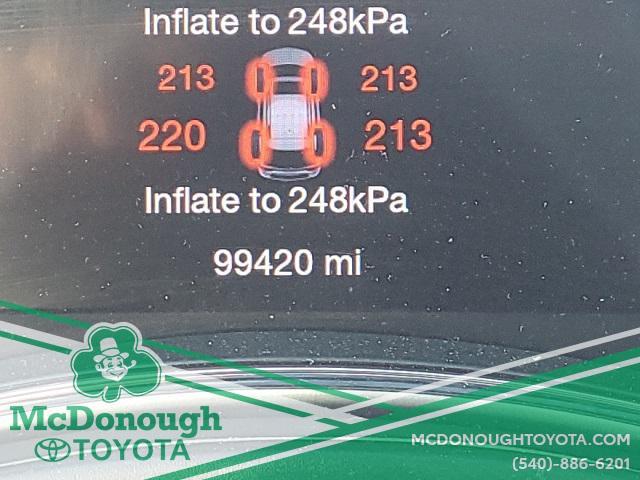 Inflate to 248kPa
213 213
220 213
Inflate to 248kPa
99420 mi
McDonough
TOYOTA
MCDONOUGHTOYOTA.COM
(540)-886-6201